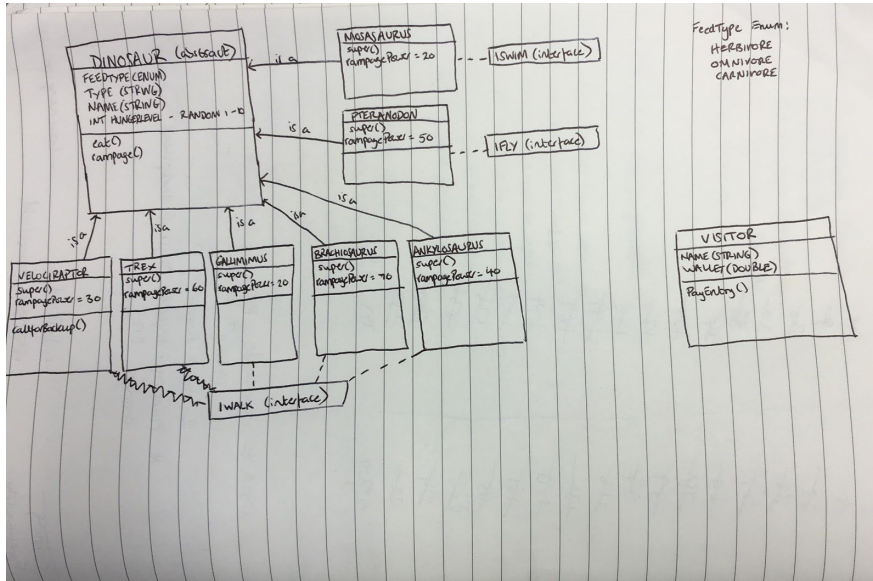 DINOSAUR (abstract)
FEEDTYPE (ENUM)
TYPE (STRING)
NAME (STRING)
INT HUNGERLEVEL - RANDOM 1-10
eat()
rampage()
MOSASAURUS
super()
rampagePower = 20
is a
ISWIM (interface)
PTERANODON
super()
rampagePower = 50
is a
IFLY (interface)
FeedType Enum:
HERBIVORE
OMNIVORE
CARNIVORE
is a
is a
is a
is a
is a
VELOCIRAPTOR
super()
rampagePower = 30
callforBackup()
TREX
super()
rampagePower = 60
GALLIMIMUS
super()
rampagePower = 20
BRACHIOSAURUS
super()
rampagePower = 70
ANKYLOSAURUS
super()
rampagePower = 40
IWALK (interface)
VISITOR
NAME (STRING)
WALLET (DOUBLE)
PayEntry()